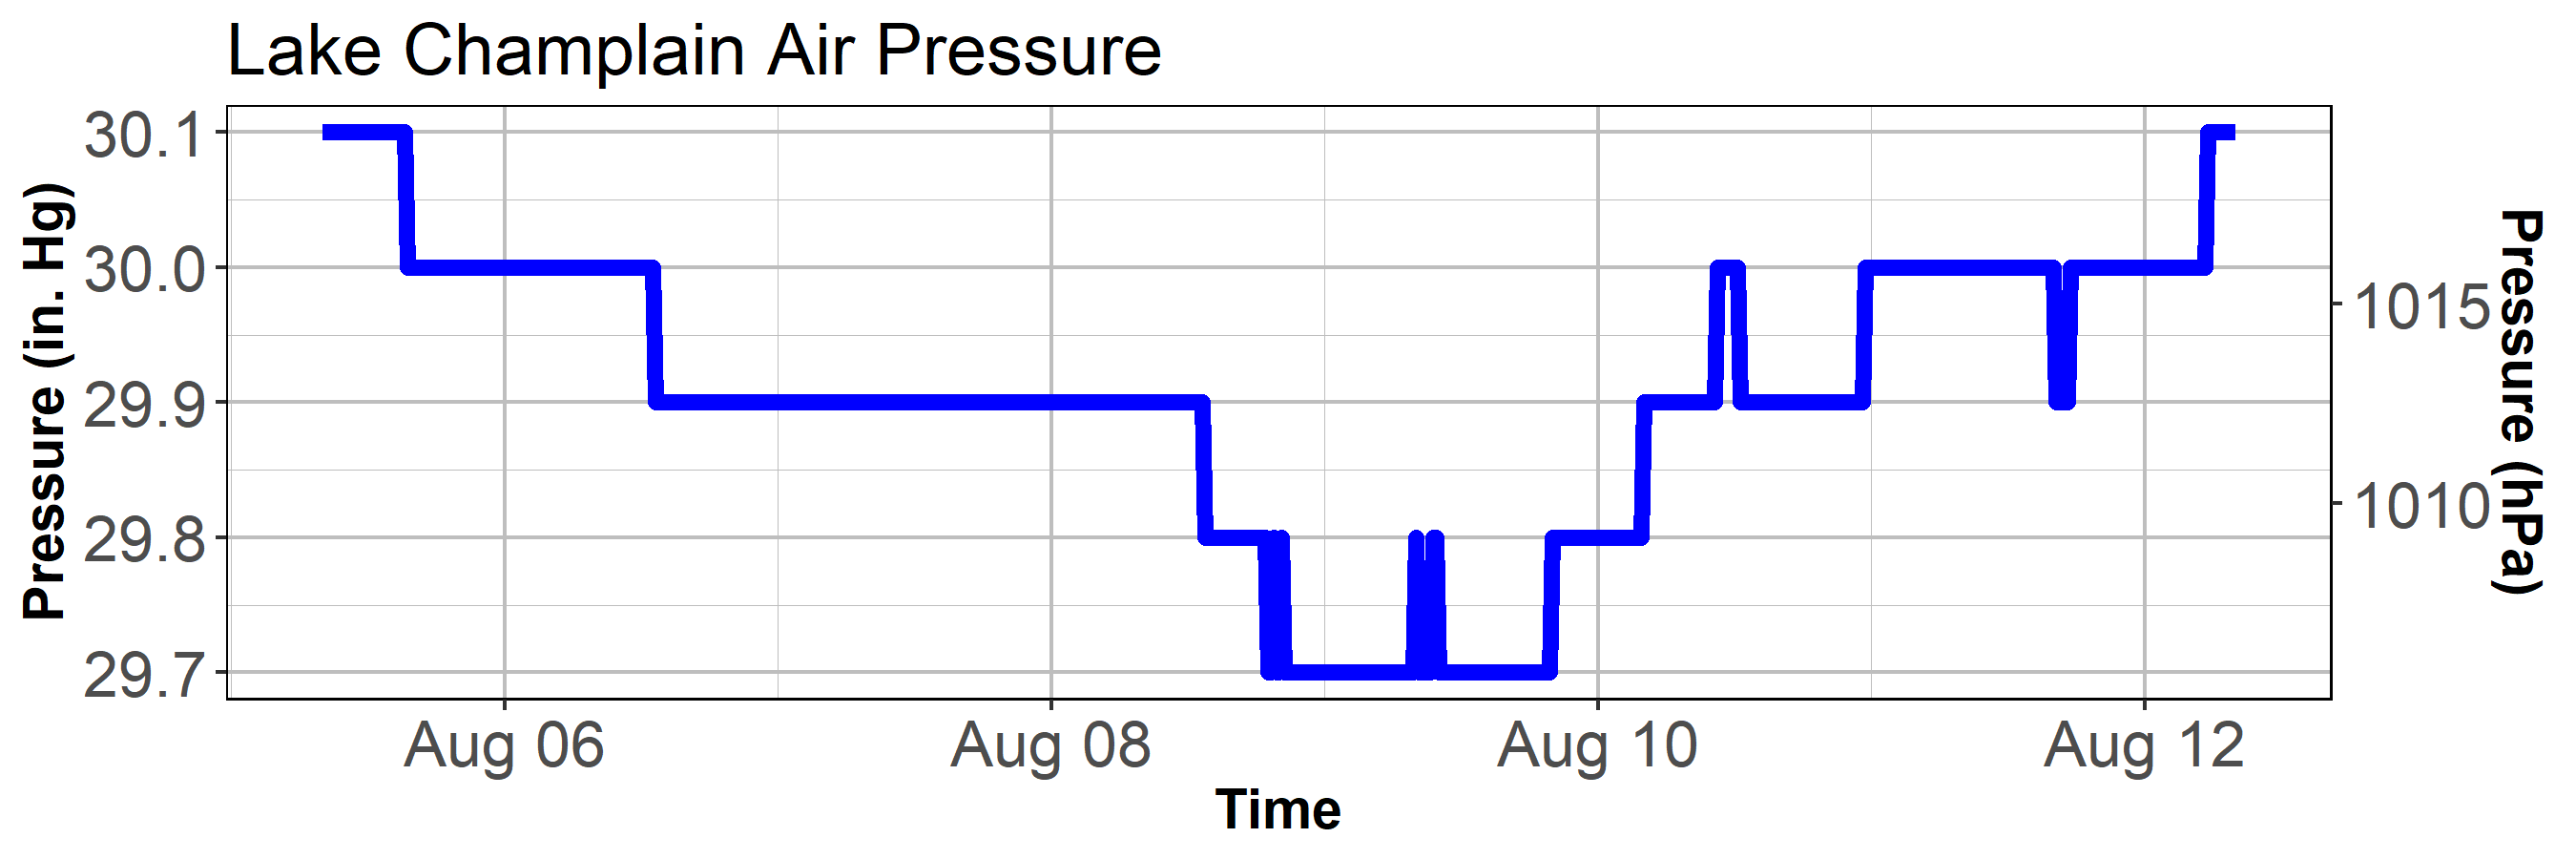 Lake Champlain Air Pressure
Pressure (in. Hg)
30.1
30.0
29.9
29.8
29.7
1015
1010
Pressure (hPa)
Aug 06
Aug 08
Aug 10
Aug 12
Time